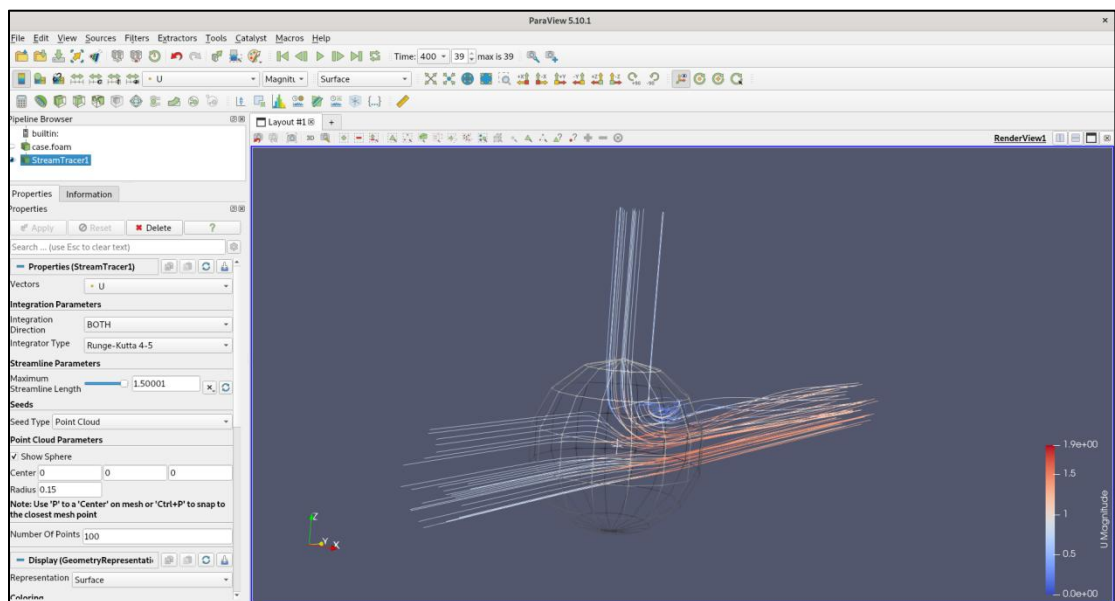 ParaView 5.10.1
File Edit View Sources Filters Extractors Tools Catalyst Macros Help
Time: 400 39 max is 39
U Magnitu Surface
Pipeline Browser
Layout #1
builtin:
case.foam
StreamTracer1
3D
RenderView1
Properties Information
Properties
Apply Reset Delete ?
Search ... (use Esc to clear text)
Properties (StreamTracer1)
Vectors U
Integration Parameters
Integration Direction BOTH
Integrator Type Runge-Kutta 4-5
Streamline Parameters
Maximum Streamline Length 1.50001
Seeds
Seed Type Point Cloud
Point Cloud Parameters
Show Sphere
Center 0 0 0
Radius 0.15
Note: Use 'P' to a 'Center' on mesh or 'Ctrl+P' to snap to
the closest mesh point
Number Of Points 100
Display (GeometryRepresentati
Representation Surface
Coloring
Z
Y X
1.9e+00
1.5
1
0.5
0.0e+00
U Magnitude